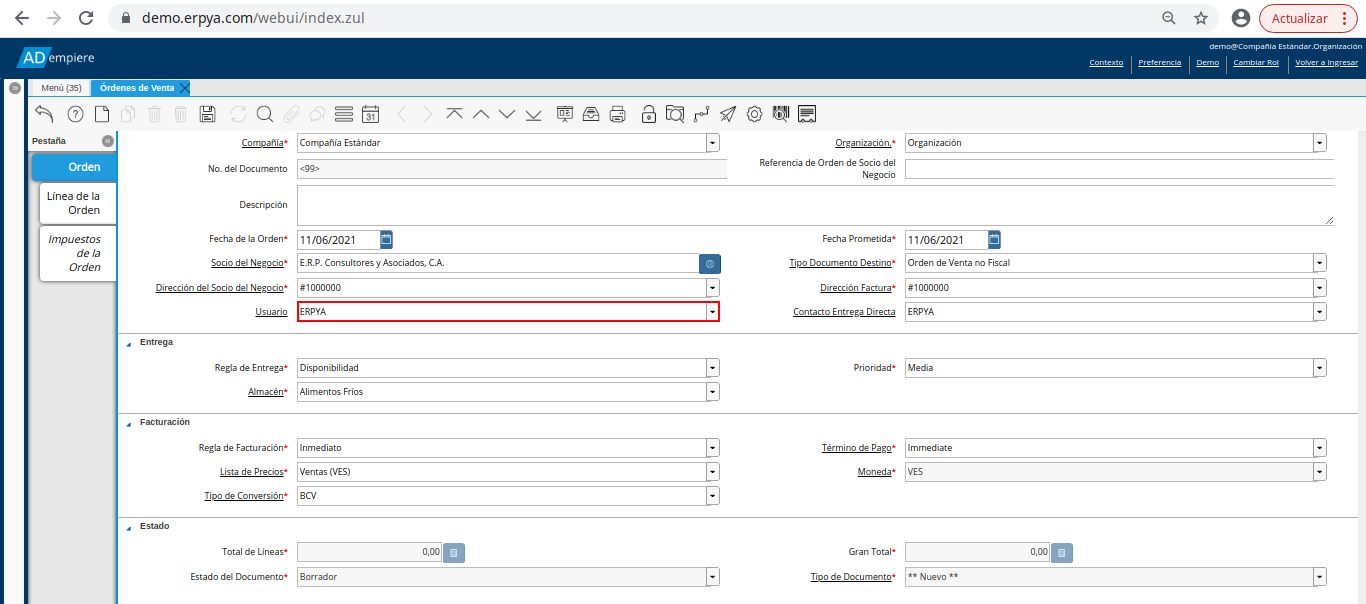 demo.erpya.com/webui/index.zul
Actualizar
ADempiere
demo@Compañia Estándar.Organización
Contexto Preferencia Demo Cambiar Rol Volver a Ingresar
Menú (35) Órdenes de Venta
31
Pestaña
Orden
Línea de la Orden
Impuestos de la Orden
Compañía* Compañía Estándar Organización.* Organización
No. del Documento <99> Referencia de Orden de Socio del Negocio
Descripción
Fecha de la Orden* 11/06/2021 Fecha Prometida* 11/06/2021
Socio del Negocio* E.R.P. Consultores y Asociados, C.A. Tipo Documento Destino* Orden de Venta no Fiscal
Dirección del Socio del Negocio* #1000000 Dirección Factura* #1000000
Usuario ERPYA Contacto Entrega Directa ERPYA
Entrega
Regla de Entrega* Disponibilidad Prioridad* Media
Almacén* Alimentos Fríos
Facturación
Regla de Facturación* Inmediato Término de Pago* Immediate
Lista de Precios* Ventas (VES) Moneda* VES
Tipo de Conversión* BCV
Estado
Total de Líneas* 0,00 Gran Total* 0,00
Estado del Documento* Borrador Tipo de Documento* ** Nuevo **